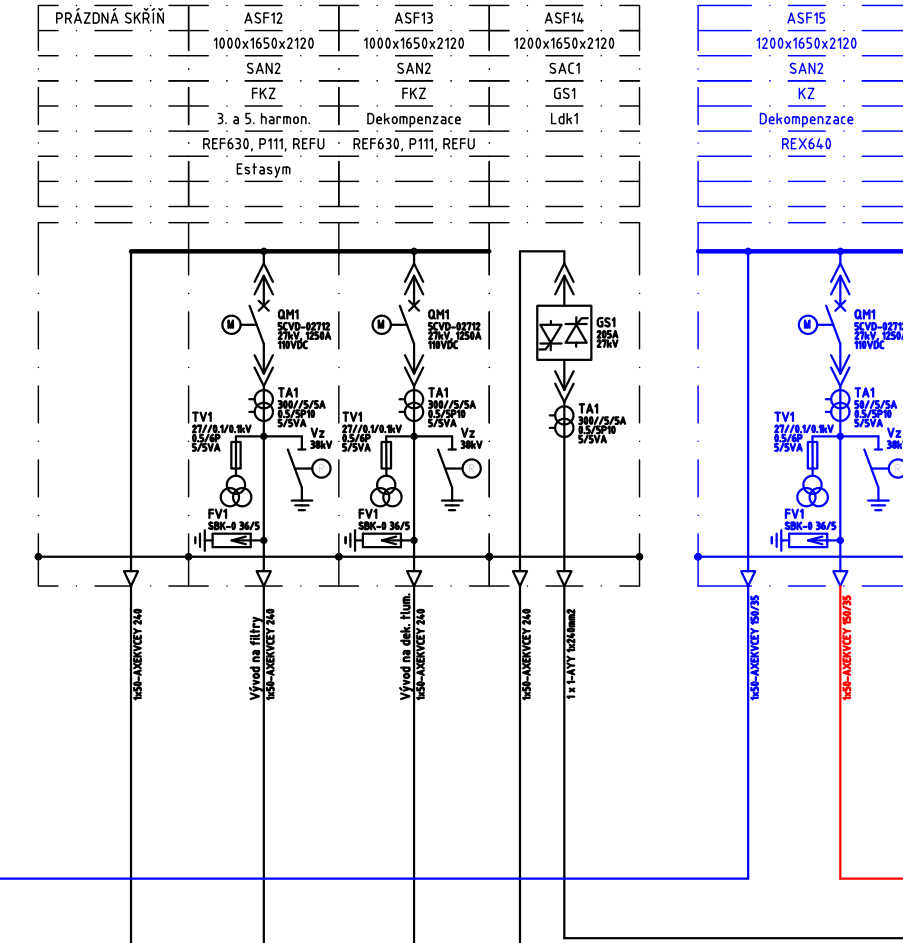 PRÁZDNÁ SKŘÍŇ
ASF12
1000x1650x2120
SAN2
FKZ
3. a 5. harmon.
REF630, P111, REFU
Estasym
ASF13
1000x1650x2120
SAN2
FKZ
Dekompenzace
REF630, P111, REFU
ASF14
1200x1650x2120
SAC1
GS1
Ldk1
ASF15
1200x1650x2120
SAN2
KZ
Dekompenzace
REX640
M
QM1
5CVD-02712
27kV, 1250A
110VDC
TA1
300//5/5A
0.5/5P10
5/5VA
TV1
27//0.1/0.1kV
0.5/6P
5/5VA
Vz
38kV
FV1
SBK-0 36/5
M
QM1
5CVD-02712
27kV, 1250A
110VDC
TA1
300//5/5A
0.5/5P10
5/5VA
TV1
27//0.1/0.1kV
0.5/6P
5/5VA
Vz
38kV
FV1
SBK-0 36/5
GS1
27kV
TA1
300//5/5A
0.5/5P10
5/5VA
M
QM1
5CVD-02712
27kV, 1250A
110VDC
TA1
50//5/5A
0.5/5P10
5/5VA
TV1
27//0.1/0.1kV
0.5/6P
5/5VA
Vz
FV1
SBK-0 36/5
1x50-AXEKVCEY 240
Vývod na filtry
1x50-AXEKVCEY 240
Vývod na dek. tlum.
1x50-AXEKVCEY 240
1x50-AXEKVCEY 240
1 x 1-AYY 1x240mm2
1x50-AXEKVCEY 150/35
1x50-AXEKVCEY 150/35